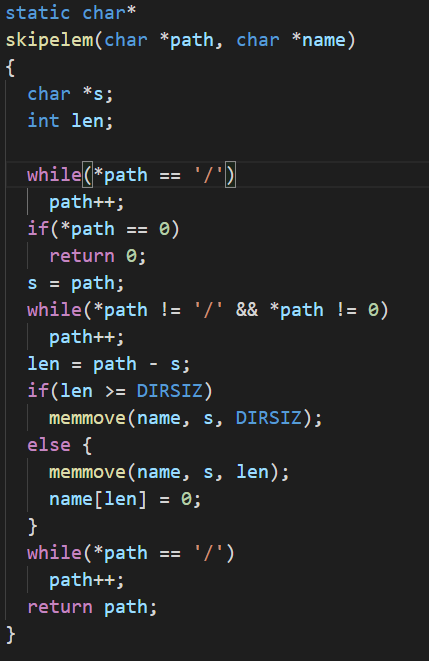 static char*
skipelem(char *path, char *name)
{
  char *s;
  int len;

  while(*path == '/')
    path++;
  if(*path == 0)
    return 0;
  s = path;
  while(*path != '/' && *path != 0)
    path++;
  len = path - s;
  if(len >= DIRSIZ)
    memmove(name, s, DIRSIZ);
  else {
    memmove(name, s, len);
    name[len] = 0;
  }
  while(*path == '/')
    path++;
  return path;
}